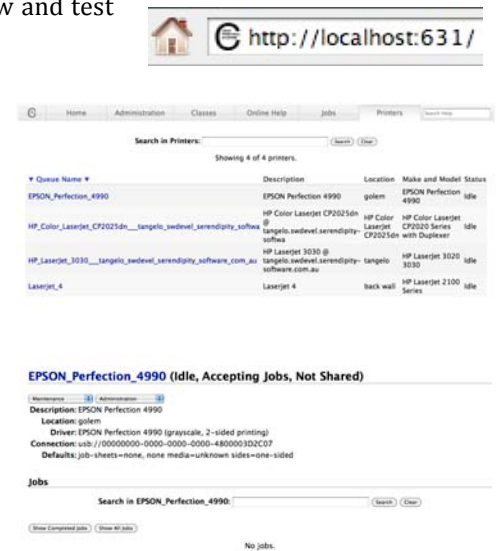 w and test
http://localhost:631/
Home Administration Classes Online Help Jobs Printers Search Help
Search in Printers: Search Clear
Showing 4 of 4 printers.
▼ Queue Name ▼ Description Location Make and Model Status
EPSON_Perfection_4990 EPSON Perfection 4990 golem EPSON Perfection 4990 Idle
HP_Color_Laserjet_CP2025dn___tangelo_swdevel_serendipity_softwa HP Color Laserjet CP2025dn @ tangelo.swdevel.serendipity-softwa HP Color Laserjet CP2025dn HP Color Laserjet CP2020 Series with Duplexer Idle
HP_Laserjet_3030___tangelo_swdevel_serendipity_software_com_au HP Laserjet 3030 @ tangelo.swdevel.serendipity-software.com.au tangelo HP Laserjet 3020 3030 Idle
Laserjet_4 Laserjet 4 back wall HP Laserjet 2100 Series Idle
EPSON_Perfection_4990 (Idle, Accepting Jobs, Not Shared)
Maintenance Administration
Description: EPSON Perfection 4990
Location: golem
Driver: EPSON Perfection 4990 (grayscale, 2-sided printing)
Connection: usb://00000000-0000-0000-0000-4800003D2C07
Defaults: job-sheets=none, none media=unknown sides=one-sided
Jobs
Search in EPSON_Perfection_4990: Search Clear
Show Completed Jobs Show All Jobs
No jobs.